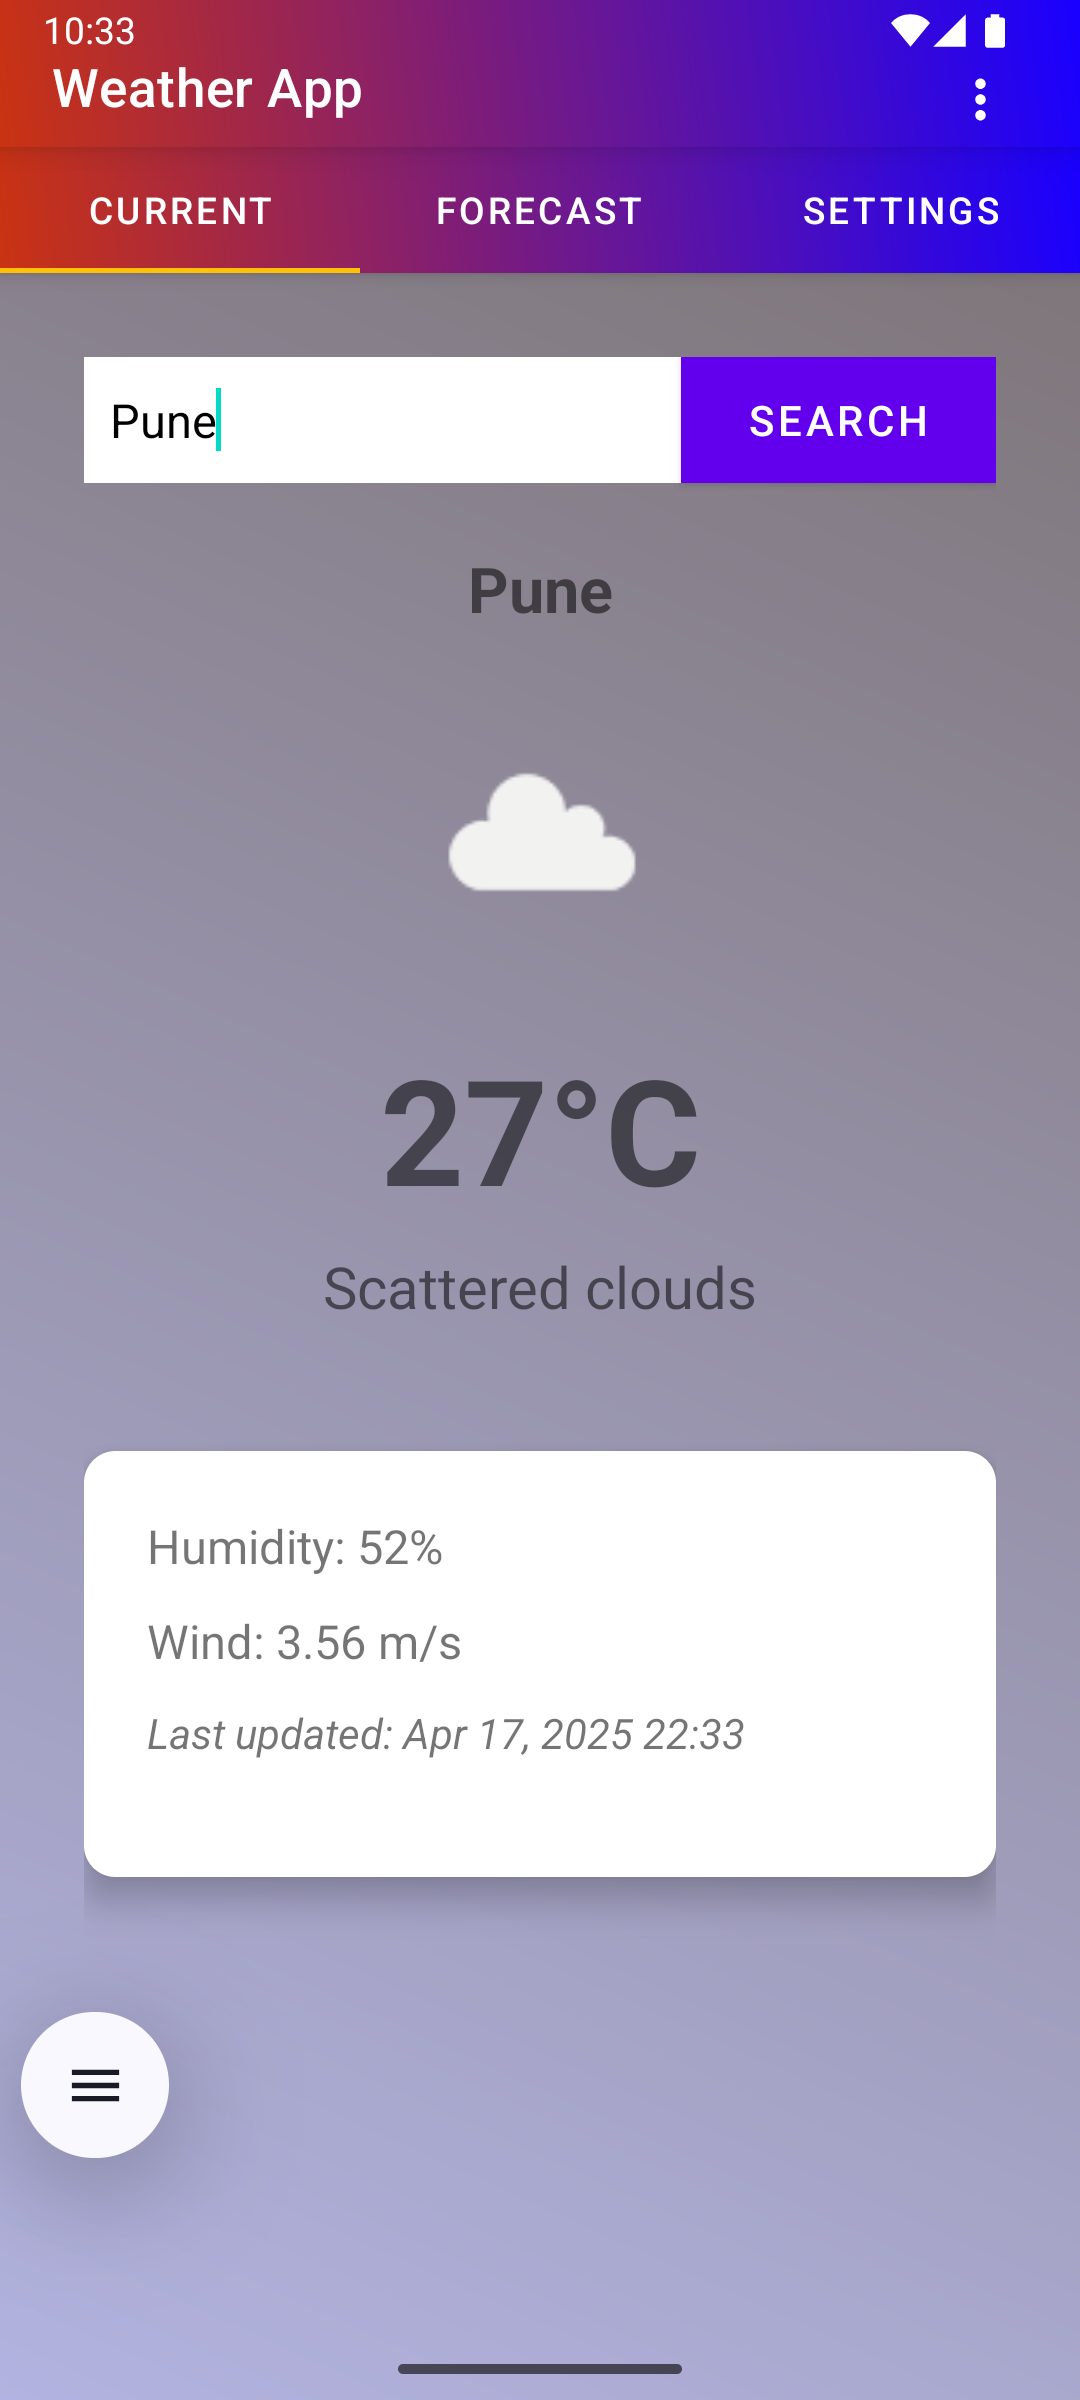 10:33
Weather App
CURRENT FORECAST SETTINGS
Pune SEARCH
Pune
27°C
Scattered clouds
Humidity: 52%
Wind: 3.56 m/s
Last updated: Apr 17, 2025 22:33